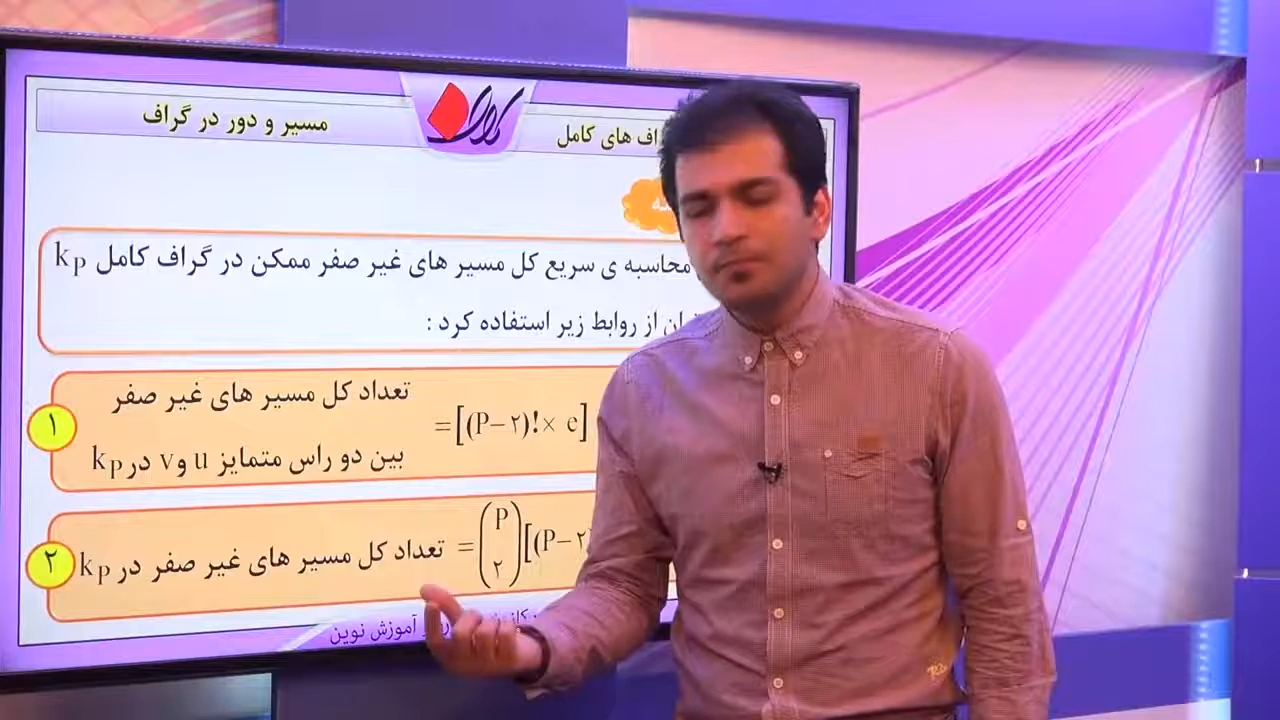 گراف های کامل
مسیر و دور در گراف
محاسبه ی سریع کل مسیر های غیر صفر ممکن در گراف کامل kP
از روابط زیر استفاده کرد :
۱
تعداد کل مسیر های غیر صفر
بین دو راس متمایز u و v در kP
=[(P−۲)!× e]
۲
تعداد کل مسیر های غیر صفر در kP =(P ۲)[(P−۲)
آموزش نوین